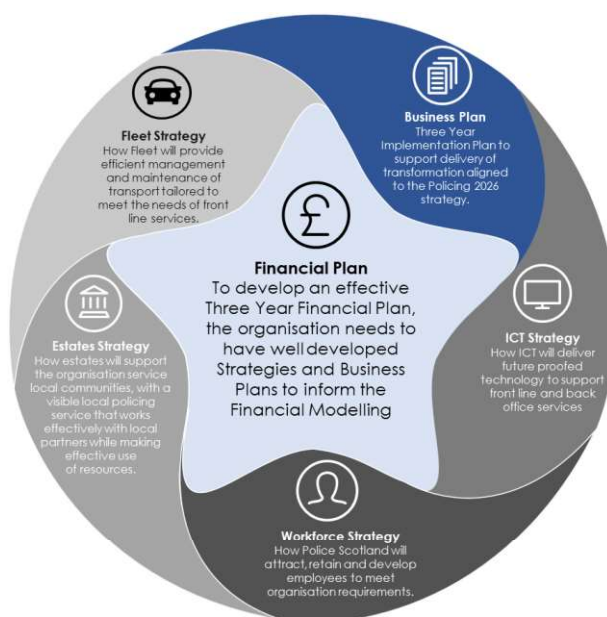 Fleet Strategy
How Fleet will provide
efficient management
and maintenance of
transport tailored to
meet the needs of front
line services.
Business Plan
Three Year
Implementation Plan to
support delivery of
transformation aligned
to the Policing 2026
strategy.
£
Financial Plan
To develop an effective
Three Year Financial Plan,
the organisation needs to
have well developed
Strategies and Business
Plans to inform the
Financial Modelling
Estates Strategy
How estates will support
the organisation service
local communities, with a
visible local policing
service that works
effectively with local
partners while making
effective use
of resources.
ICT Strategy
How ICT will deliver
future proofed
technology to support
front line and back
office services
Workforce Strategy
How Police Scotland will
attract, retain and develop
employees to meet
organisation requirements.